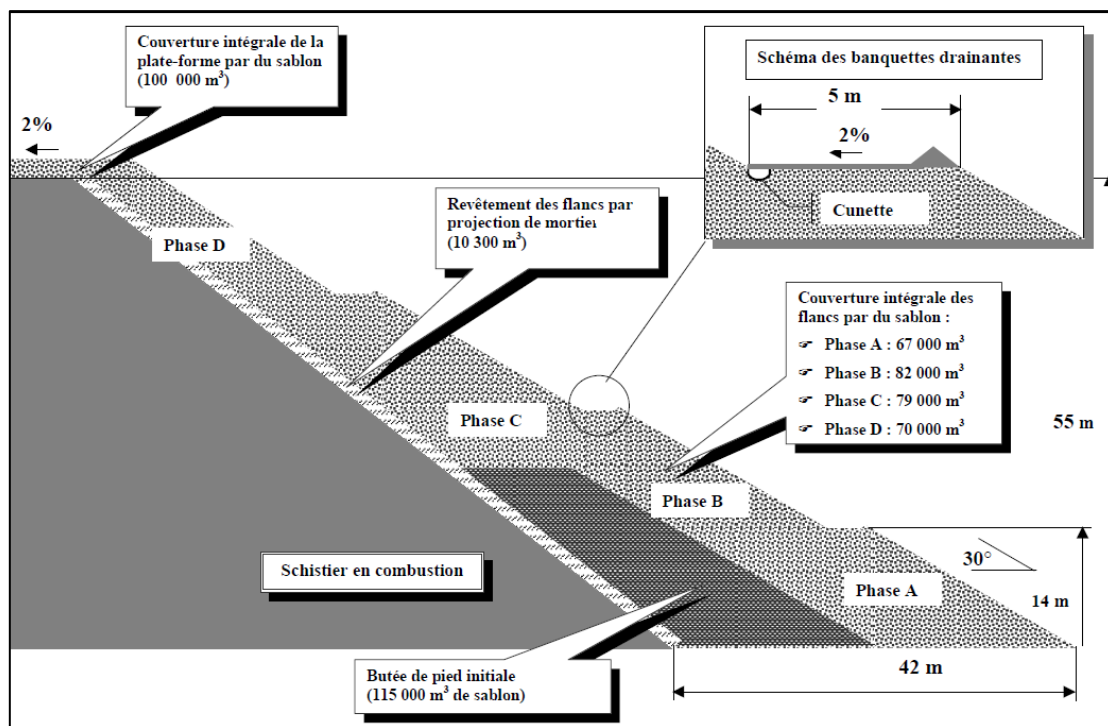 Couverture intégrale de la
plate-forme par du sablon
(100 000 m³)
Schéma des banquettes drainantes
5 m
2%
2%
Cunette
Revêtement des flancs par
projection de mortier
(10 300 m³)
Phase D
Couverture intégrale des
flancs par du sablon :
☞ Phase A : 67 000 m³
☞ Phase B : 82 000 m³
☞ Phase C : 79 000 m³
☞ Phase D : 70 000 m³
Phase C
55 m
Phase B
Schistier en combustion
30°
Phase A
14 m
Butée de pied initiale
(115 000 m³ de sablon)
42 m